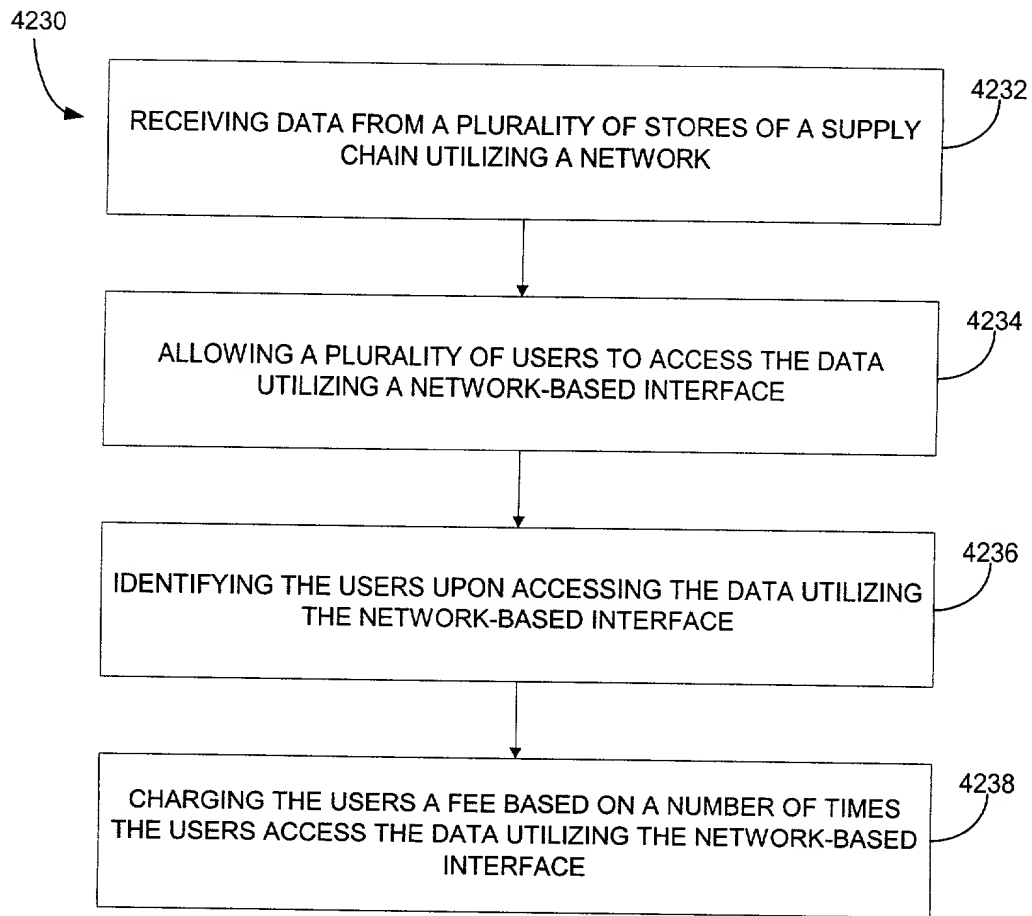 4230
4232
RECEIVING DATA FROM A PLURALITY OF STORES OF A SUPPLY
CHAIN UTILIZING A NETWORK
4234
ALLOWING A PLURALITY OF USERS TO ACCESS THE DATA
UTILIZING A NETWORK-BASED INTERFACE
4236
IDENTIFYING THE USERS UPON ACCESSING THE DATA UTILIZING
THE NETWORK-BASED INTERFACE
4238
CHARGING THE USERS A FEE BASED ON A NUMBER OF TIMES
THE USERS ACCESS THE DATA UTILIZING THE NETWORK-BASED
INTERFACE